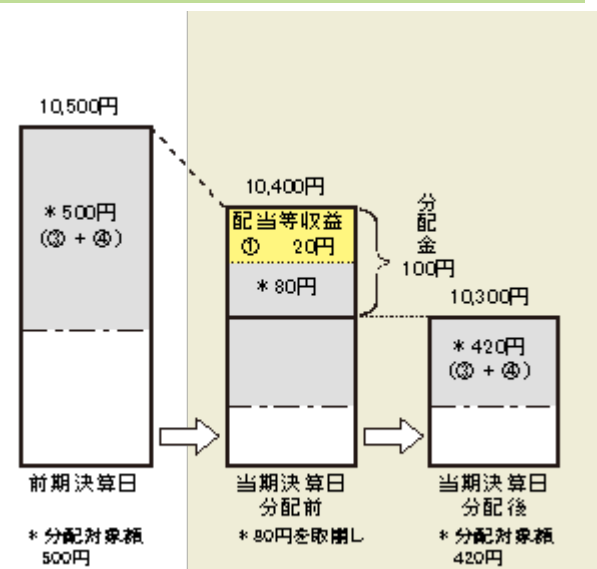 10,500円
*500円
(③ + ④)
10,400円
配当等収益
① 20円
*80円
分配金
100円
10,300円
*420円
(③ + ④)
前期決算日
当期決算日
分配前
当期決算日
分配後
*分配対象額
500円
*80円を取崩し
*分配対象額
420円